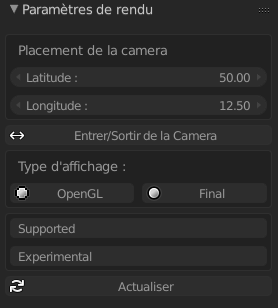 Paramètres de rendu
Placement de la camera
Latitude : 50.00
Longitude : 12.50
Entrer/Sortir de la Camera
Type d'affichage :
OpenGL Final
Supported
Experimental
Actualiser